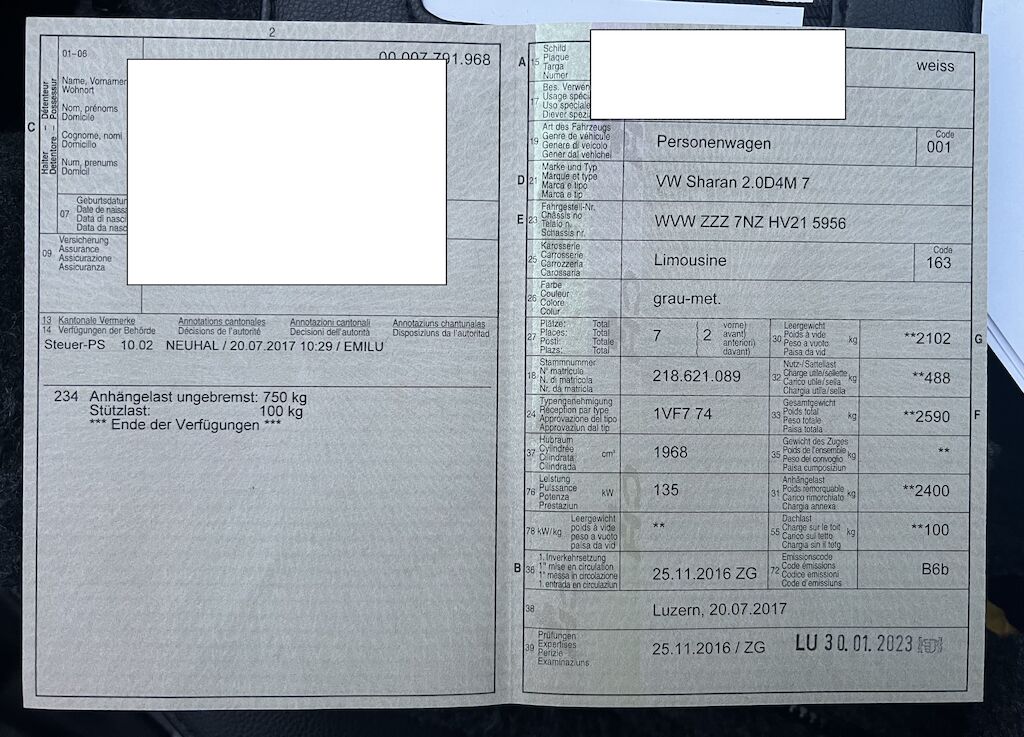 2
01–06
00.007.791.968
C
Halter – Détenteur
Detentore – Possessur
Name, Vornamen
Wohnort
Nom, prénoms
Domicile
Cognome, nomi
Domicilio
Num, prenums
Domicil
07
Geburtsdatum
Date de
Data di
Data da
09
Versicherung
Assurance
Assicurazione
Assicuranza
13 Kantonale Vermerke Annotations cantonales Annotazioni cantonali Annotaziuns chantunalas
14 Verfügungen der Behörde Décisions de l'autorité Decisioni dell'autorità Disposiziuns da l'autoritad
Steuer-PS 10.02 NEUHAL / 20.07.2017 10:29 / EMILU
234 Anhängelast ungebremst: 750 kg
Stützlast: 100 kg
*** Ende der Verfügungen ***
A 15
Schild
Plaque
Targa
Numer
weiss
17
Bes.
Usage
Uso speciale
Diever
19
Art des Fahrzeugs
Genre de véhicule
Genere di veicolo
Gener dal vehichel
Personenwagen
Code
001
D 21
Marke und Typ
Marque et type
Marca e tipo
Marca e tip
VW Sharan 2.0D4M 7
E 23
Fahrgestell-Nr.
Châssis no
Telaio n.
Schassis nr.
WVW ZZZ 7NZ HV21 5956
25
Karosserie
Carrosserie
Carrozzeria
Carossaria
Limousine
Code
163
26
Farbe
Couleur
Colore
Colur
grau-met.
27
Plätze: Total
Places: Total
Posti: Totale
Plazs: Total
7
( 2 vorne)
avant)
anteriori)
davant)
30
Leergewicht
Poids à vide
Peso a vuoto
Paisa da vid
kg
**2102
G
18
Stammnummer
N° matricule
N. di matricola
Nr. da matricla
218.621.089
32
Nutz-/Sattellast
Charge utile/sellette
Carico utile/sella
Chargia utila/sella
kg
**488
24
Typengenehmigung
Réception par type
Approvazione del tipo
Approvaziun dal tip
1VF7 74
33
Gesamtgewicht
Poids total
Peso totale
Paisa totala
kg
**2590
F
37
Hubraum
Cylindrée
Cilindrata
Cilindrada
cm³
1968
35
Gewicht des Zuges
Poids de l'ensemble
Peso del convoglio
Paisa cumposiziun
kg
**
76
Leistung
Puissance
Potenza
Prestaziun
kW
135
31
Anhängelast
Poids remorquable
Carico rimorchiato
Chargia annexa
kg
**2400
78 kW/kg
Leergewicht
poids à vide
peso a vuoto
paisa da vid
**
55
Dachlast
Charge sur le toit
Carico sul tetto
Chargia sin il tetg
kg
**100
B 36
1. Inverkehrsetzung
1re mise en circulation
1a messa in circolazione
1. entrada en circulaziun
25.11.2016 ZG
72
Emissionscode
Code émissions
Codice emissioni
Code d'emissiuns
B6b
38
Luzern, 20.07.2017
39
Prüfungen
Expertises
Perizie
Examinaziuns
25.11.2016 / ZG
LU 30.01.2023